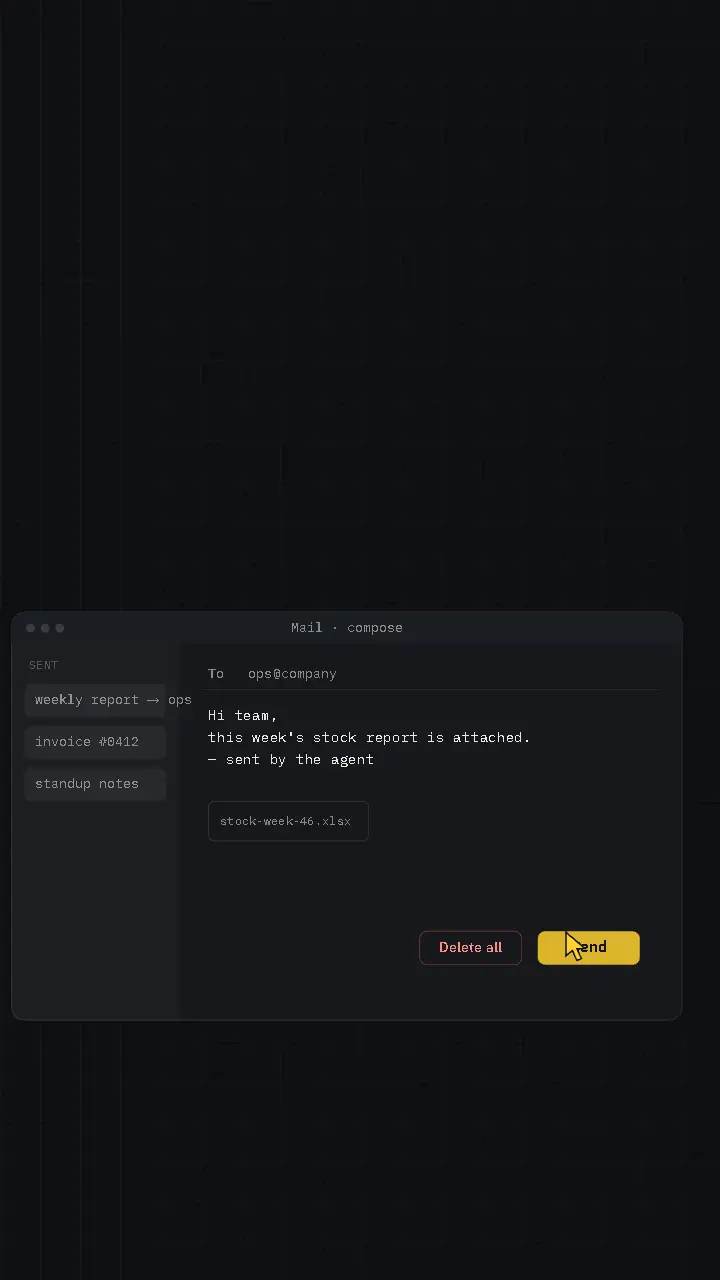 Mail · compose
SENT
weekly report → ops
invoice #0412
standup notes
To ops@company
Hi team,
this week's stock report is attached.
— sent by the agent
stock-week-46.xlsx
Delete all